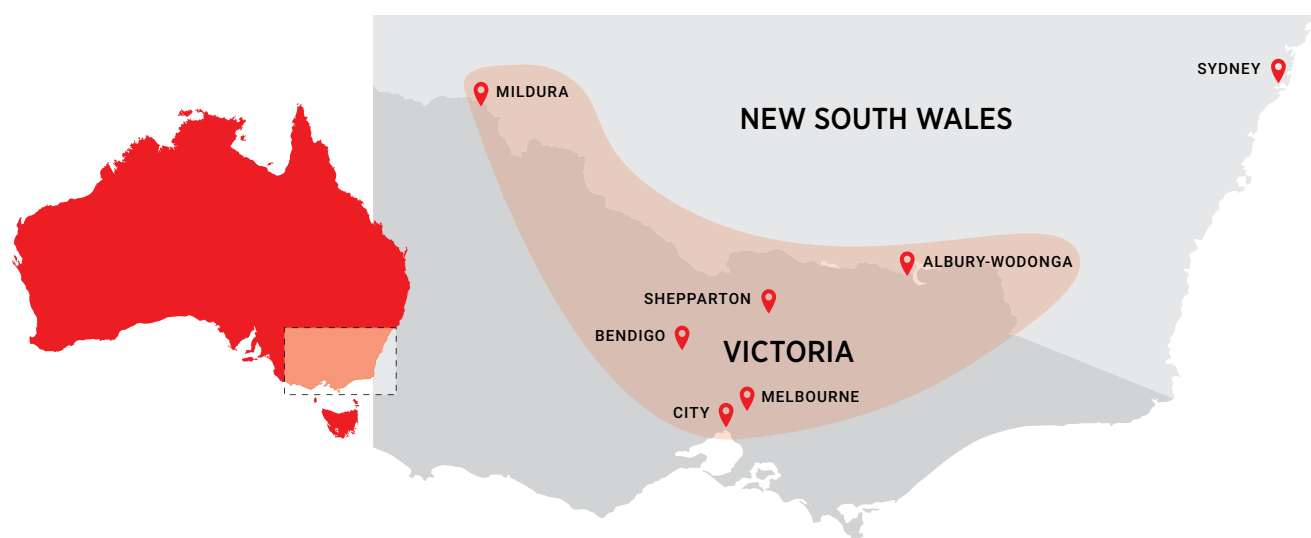 SYDNEY
MILDURA
NEW SOUTH WALES
ALBURY-WODONGA
SHEPPARTON
BENDIGO
VICTORIA
MELBOURNE
CITY